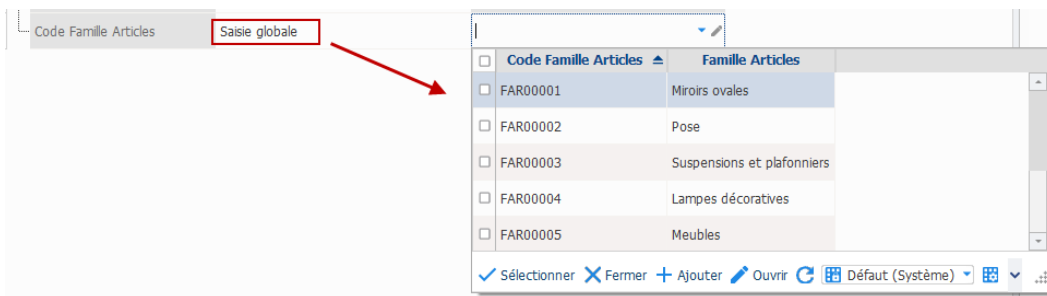 Code Famille Articles Saisie globale
Code Famille Articles Famille Articles
FAR00001 Miroirs ovales
FAR00002 Pose
FAR00003 Suspensions et plafonniers
FAR00004 Lampes décoratives
FAR00005 Meubles
Sélectionner Fermer Ajouter Ouvrir Défaut (Système)